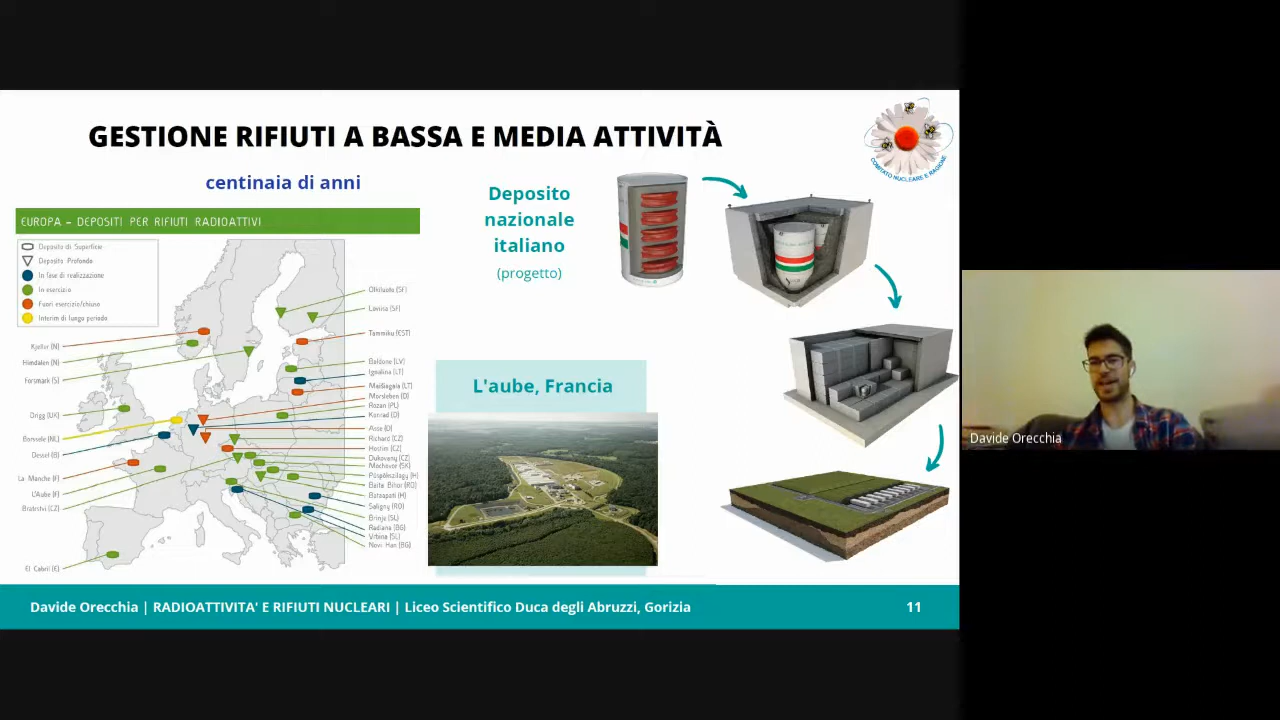 GESTIONE RIFIUTI A BASSA E MEDIA ATTIVITÀ
COMITATO NUCLEARE E RAGIONE
centinaia di anni
EUROPA - DEPOSITI PER RIFIUTI RADIOATTIVI
Deposito di Superficie
Deposito Profondo
In fase di realizzazione
In esercizio
Fuori esercizio/chiuso
Interim di lungo periodo
Kjeller (N)
Himdalen (N)
Forsmark (S)
Drigg (UK)
Borssele (NL)
Dessel (B)
La Manche (F)
L'Aube (F)
Bratrstvi (CZ)
El Cabril (E)
Olkiluoto (SF)
Loviisa (SF)
Tammiku (EST)
Baldone (LV)
Ignalina (LT)
Maišiagala (LT)
Morsleben (D)
Rozan (PL)
Konrad (D)
Asse (D)
Richard (CZ)
Hostim (CZ)
Dukovany (CZ)
Mochovce (SK)
Püspökszilágy (H)
Baita Bihor (RO)
Bataapati (H)
Saligny (RO)
Brinje (SL)
Radiana (BG)
Vrbina (SL)
Novi Han (BG)
Deposito
nazionale
italiano
(progetto)
L'aube, Francia
Davide Orecchia | RADIOATTIVITA' E RIFIUTI NUCLEARI | Liceo Scientifico Duca degli Abruzzi, Gorizia
11
Davide Orecchia